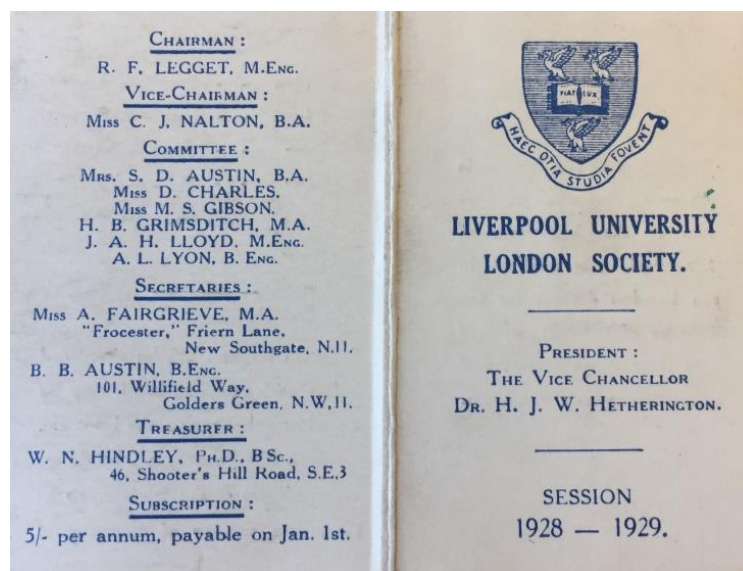 CHAIRMAN :
R. F. LEGGET, M.ENG.
VICE-CHAIRMAN :
MISS C. J. NALTON, B.A.
COMMITTEE :
MRS. S. D. AUSTIN, B.A.
MISS D. CHARLES.
MISS M. S. GIBSON.
H. B. GRIMSDITCH, M.A.
J. A. H. LLOYD, M.ENG.
A. L. LYON, B. ENG.
SECRETARIES :
MISS A. FAIRGRIEVE, M.A.
"Frocester," Friern Lane,
New Southgate, N.11.
B. B. AUSTIN, B.ENG.
101, Willifield Way,
Golders Green, N.W,11.
TREASURER :
W. N. HINDLEY, PH.D., B Sc.,
46, Shooter's Hill Road, S.E,3
SUBSCRIPTION :
5/- per annum, payable on Jan. 1st.
FIAT LUX
HAEC OTIA STUDIA FOVENT
LIVERPOOL UNIVERSITY
LONDON SOCIETY.
PRESIDENT :
THE VICE CHANCELLOR
DR. H. J. W. HETHERINGTON.
SESSION
1928 — 1929.